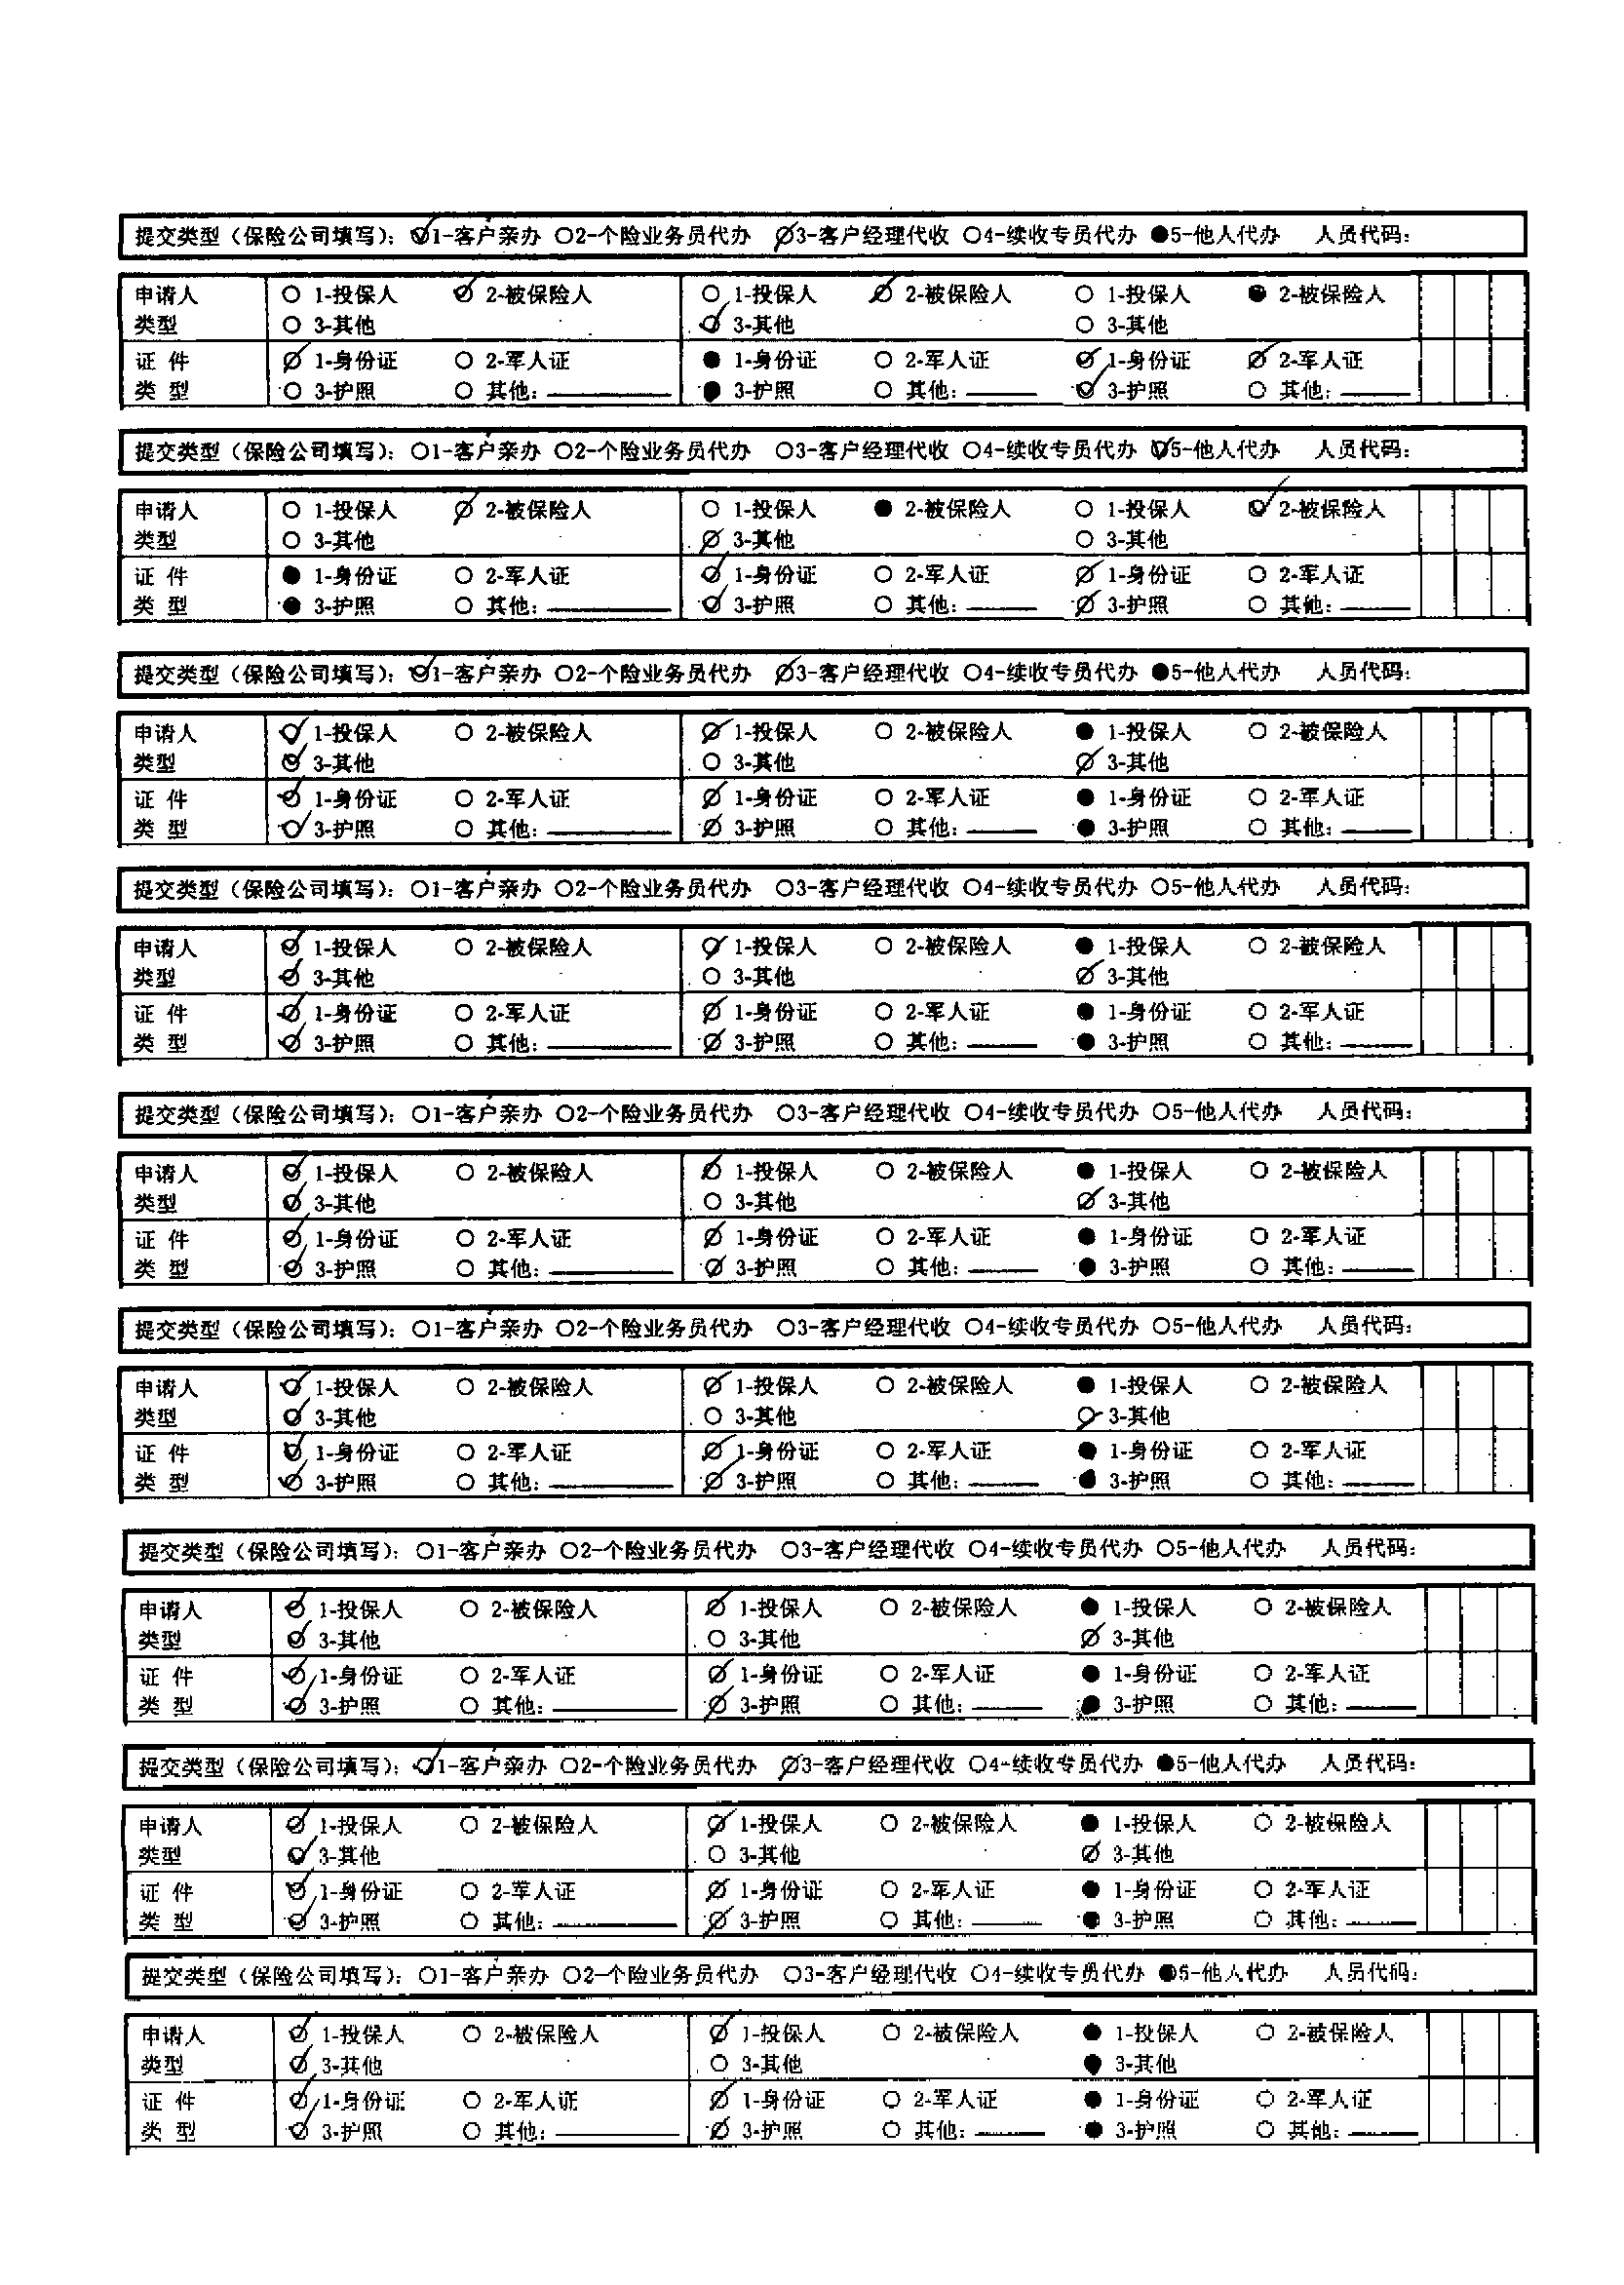 提交类型（保险公司填写）：○1-客户亲办 ○2-个险业务员代办 ○3-客户经理代收 ○4-续收专员代办 ●5-他人代办 人员代码：
申请人 ○ 1-投保人 ○ 2-被保险人 ○ 1-投保人 ○ 2-被保险人 ○ 1-投保人 ● 2-被保险人
类型 ○ 3-其他 ○ 3-其他 ○ 3-其他
证 件 ○ 1-身份证 ○ 2-军人证 ● 1-身份证 ○ 2-军人证 ○ 1-身份证 ○ 2-军人证
类 型 ○ 3-护照 ○ 其他： ● 3-护照 ○ 其他： ○ 3-护照 ○ 其他：
提交类型（保险公司填写）：○1-客户亲办 ○2-个险业务员代办 ○3-客户经理代收 ○4-续收专员代办 ○5-他人代办 人员代码：
申请人 ○ 1-投保人 ○ 2-被保险人 ○ 1-投保人 ● 2-被保险人 ○ 1-投保人 ○ 2-被保险人
类型 ○ 3-其他 ○ 3-其他 ○ 3-其他
证 件 ● 1-身份证 ○ 2-军人证 ○ 1-身份证 ○ 2-军人证 ○ 1-身份证 ○ 2-军人证
类 型 ● 3-护照 ○ 其他： ○ 3-护照 ○ 其他： ○ 3-护照 ○ 其他：
提交类型（保险公司填写）：○1-客户亲办 ○2-个险业务员代办 ○3-客户经理代收 ○4-续收专员代办 ●5-他人代办 人员代码：
申请人 ○ 1-投保人 ○ 2-被保险人 ○ 1-投保人 ○ 2-被保险人 ● 1-投保人 ○ 2-被保险人
类型 ○ 3-其他 ○ 3-其他 ○ 3-其他
证 件 ○ 1-身份证 ○ 2-军人证 ○ 1-身份证 ○ 2-军人证 ● 1-身份证 ○ 2-军人证
类 型 ○ 3-护照 ○ 其他： ○ 3-护照 ○ 其他： ● 3-护照 ○ 其他：
提交类型（保险公司填写）：○1-客户亲办 ○2-个险业务员代办 ○3-客户经理代收 ○4-续收专员代办 ○5-他人代办 人员代码：
申请人 ○ 1-投保人 ○ 2-被保险人 ○ 1-投保人 ○ 2-被保险人 ● 1-投保人 ○ 2-被保险人
类型 ○ 3-其他 ○ 3-其他 ○ 3-其他
证 件 ○ 1-身份证 ○ 2-军人证 ○ 1-身份证 ○ 2-军人证 ● 1-身份证 ○ 2-军人证
类 型 ○ 3-护照 ○ 其他： ○ 3-护照 ○ 其他： ● 3-护照 ○ 其他：
提交类型（保险公司填写）：○1-客户亲办 ○2-个险业务员代办 ○3-客户经理代收 ○4-续收专员代办 ○5-他人代办 人员代码：
申请人 ○ 1-投保人 ○ 2-被保险人 ○ 1-投保人 ○ 2-被保险人 ● 1-投保人 ○ 2-被保险人
类型 ○ 3-其他 ○ 3-其他 ○ 3-其他
证 件 ○ 1-身份证 ○ 2-军人证 ○ 1-身份证 ○ 2-军人证 ● 1-身份证 ○ 2-军人证
类 型 ○ 3-护照 ○ 其他： ○ 3-护照 ○ 其他： ● 3-护照 ○ 其他：
提交类型（保险公司填写）：○1-客户亲办 ○2-个险业务员代办 ○3-客户经理代收 ○4-续收专员代办 ○5-他人代办 人员代码：
申请人 ○ 1-投保人 ○ 2-被保险人 ○ 1-投保人 ○ 2-被保险人 ● 1-投保人 ○ 2-被保险人
类型 ○ 3-其他 ○ 3-其他 ○ 3-其他
证 件 ○ 1-身份证 ○ 2-军人证 ○ 1-身份证 ○ 2-军人证 ● 1-身份证 ○ 2-军人证
类 型 ○ 3-护照 ○ 其他： ○ 3-护照 ○ 其他： ● 3-护照 ○ 其他：
提交类型（保险公司填写）：○1-客户亲办 ○2-个险业务员代办 ○3-客户经理代收 ○4-续收专员代办 ○5-他人代办 人员代码：
申请人 ○ 1-投保人 ○ 2-被保险人 ○ 1-投保人 ○ 2-被保险人 ● 1-投保人 ○ 2-被保险人
类型 ○ 3-其他 ○ 3-其他 ○ 3-其他
证 件 ○ 1-身份证 ○ 2-军人证 ○ 1-身份证 ○ 2-军人证 ● 1-身份证 ○ 2-军人证
类 型 ○ 3-护照 ○ 其他： ○ 3-护照 ○ 其他： ● 3-护照 ○ 其他：
提交类型（保险公司填写）：○1-客户亲办 ○2-个险业务员代办 ○3-客户经理代收 ○4-续收专员代办 ●5-他人代办 人员代码：
申请人 ○ 1-投保人 ○ 2-被保险人 ○ 1-投保人 ○ 2-被保险人 ● 1-投保人 ○ 2-被保险人
类型 ○ 3-其他 ○ 3-其他 ○ 3-其他
证 件 ○ 1-身份证 ○ 2-军人证 ○ 1-身份证 ○ 2-军人证 ● 1-身份证 ○ 2-军人证
类 型 ○ 3-护照 ○ 其他： ○ 3-护照 ○ 其他： ● 3-护照 ○ 其他：
提交类型（保险公司填写）：○1-客户亲办 ○2-个险业务员代办 ○3-客户经理代收 ○4-续收专员代办 ●5-他人代办 人员代码：
申请人 ○ 1-投保人 ○ 2-被保险人 ○ 1-投保人 ○ 2-被保险人 ● 1-投保人 ○ 2-被保险人
类型 ○ 3-其他 ○ 3-其他 ● 3-其他
证 件 ○ 1-身份证 ○ 2-军人证 ○ 1-身份证 ○ 2-军人证 ● 1-身份证 ○ 2-军人证
类 型 ○ 3-护照 ○ 其他： ○ 3-护照 ○ 其他： ● 3-护照 ○ 其他：